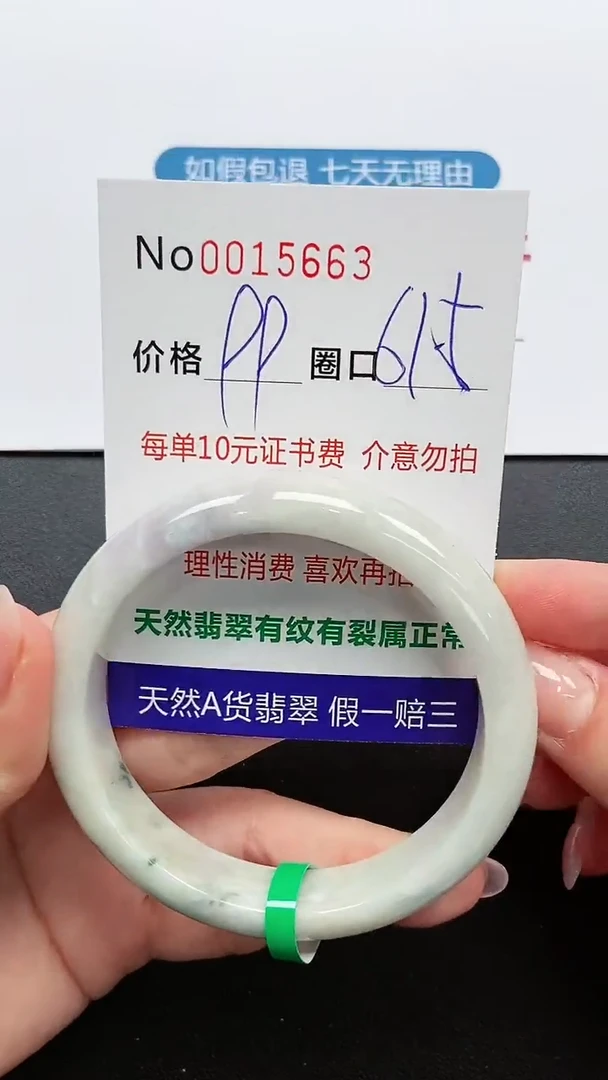 如假包退 七天无理由
No0015663
价格 PP 圈口 61
每单10元证书费 介意勿拍
理性消费 喜欢再拍
天然翡翠有纹有裂属正常
天然A货翡翠 假一赔三